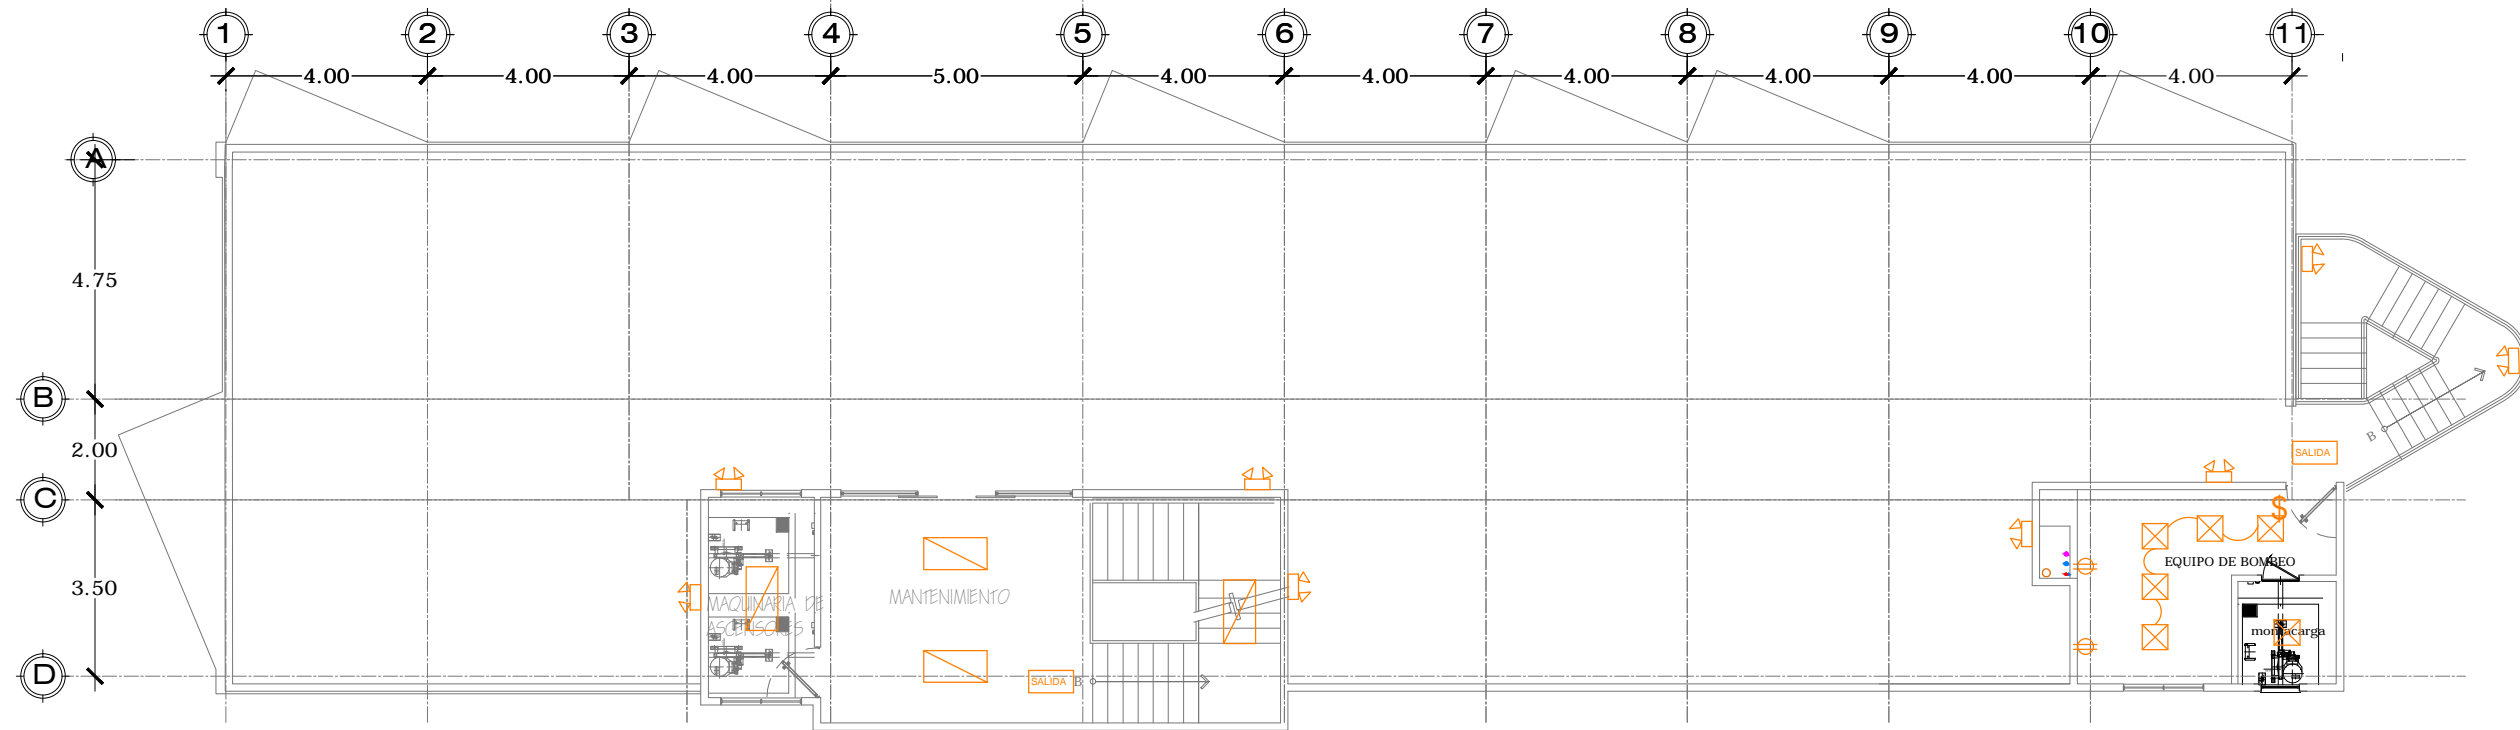 1 2 3 4 5 6 7 8 9 10 11
4.00 4.00 4.00 5.00 4.00 4.00 4.00 4.00 4.00 4.00
A
4.75
B
2.00
B
SALIDA
C
$
EQUIPO DE BOMBEO
3.50
MANTENIMIENTO
MAQUINARIA DE
ASCENSORES
montacarga
D
SALIDA
B